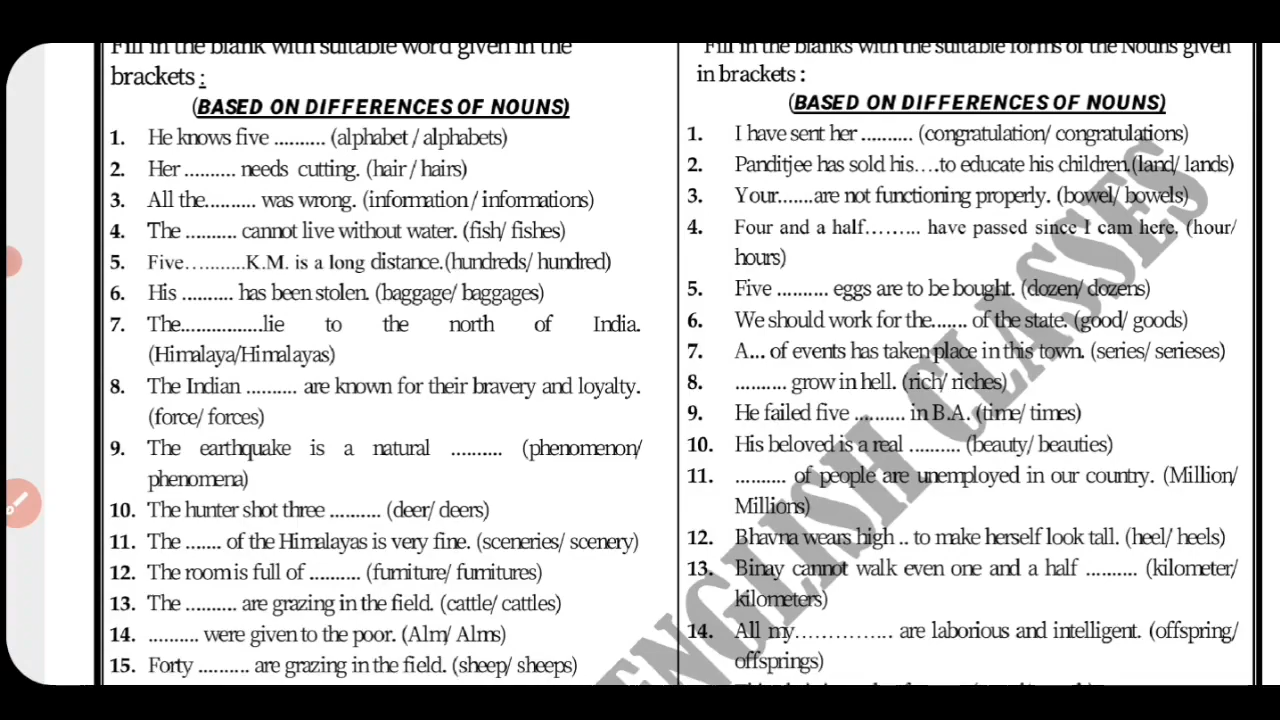 Fill in the blank with suitable word given in the
brackets :
(BASED ON DIFFERENCES OF NOUNS)
1. He knows five .......... (alphabet / alphabets)
2. Her .......... needs cutting. (hair / hairs)
3. All the.......... was wrong. (information / informations)
4. The .......... cannot live without water. (fish/ fishes)
5. Five….........K.M. is a long distance.(hundreds/ hundred)
6. His .......... has been stolen. (baggage/ baggages)
7. The................lie to the north of India.
(Himalaya/Himalayas)
8. The Indian .......... are known for their bravery and loyalty.
(force/ forces)
9. The earthquake is a natural .......... (phenomenon/
phenomena)
10. The hunter shot three .......... (deer/ deers)
11. The ....... of the Himalayas is very fine. (sceneries/ scenery)
12. The room is full of .......... (furniture/ furnitures)
13. The .......... are grazing in the field. (cattle/ cattles)
14. .......... were given to the poor. (Alm/ Alms)
15. Forty .......... are grazing in the field. (sheep/ sheeps)
Fill in the blanks with the suitable forms of the Nouns given
in brackets :
(BASED ON DIFFERENCES OF NOUNS)
1. I have sent her .......... (congratulation/ congratulations)
2. Panditjee has sold his….to educate his children.(land/ lands)
3. Your.......are not functioning properly. (bowel/ bowels)
4. Four and a half…….. have passed since I cam here. (hour/
hours)
5. Five .......... eggs are to be bought. (dozen/ dozens)
6. We should work for the....... of the state. (good/ goods)
7. A... of events has taken place in this town. (series/ serieses)
8. .......... grow in hell. (rich/ riches)
9. He failed five .......... in B.A. (time/ times)
10. His beloved is a real .......... (beauty/ beauties)
11. .......... of people are unemployed in our country. (Million/
Millions)
12. Bhavna wears high .. to make herself look tall. (heel/ heels)
13. Binay cannot walk even one and a half .......... (kilometer/
kilometers)
14. All my…………... are laborious and intelligent. (offspring/
offsprings)
ENGLISH CLASSES